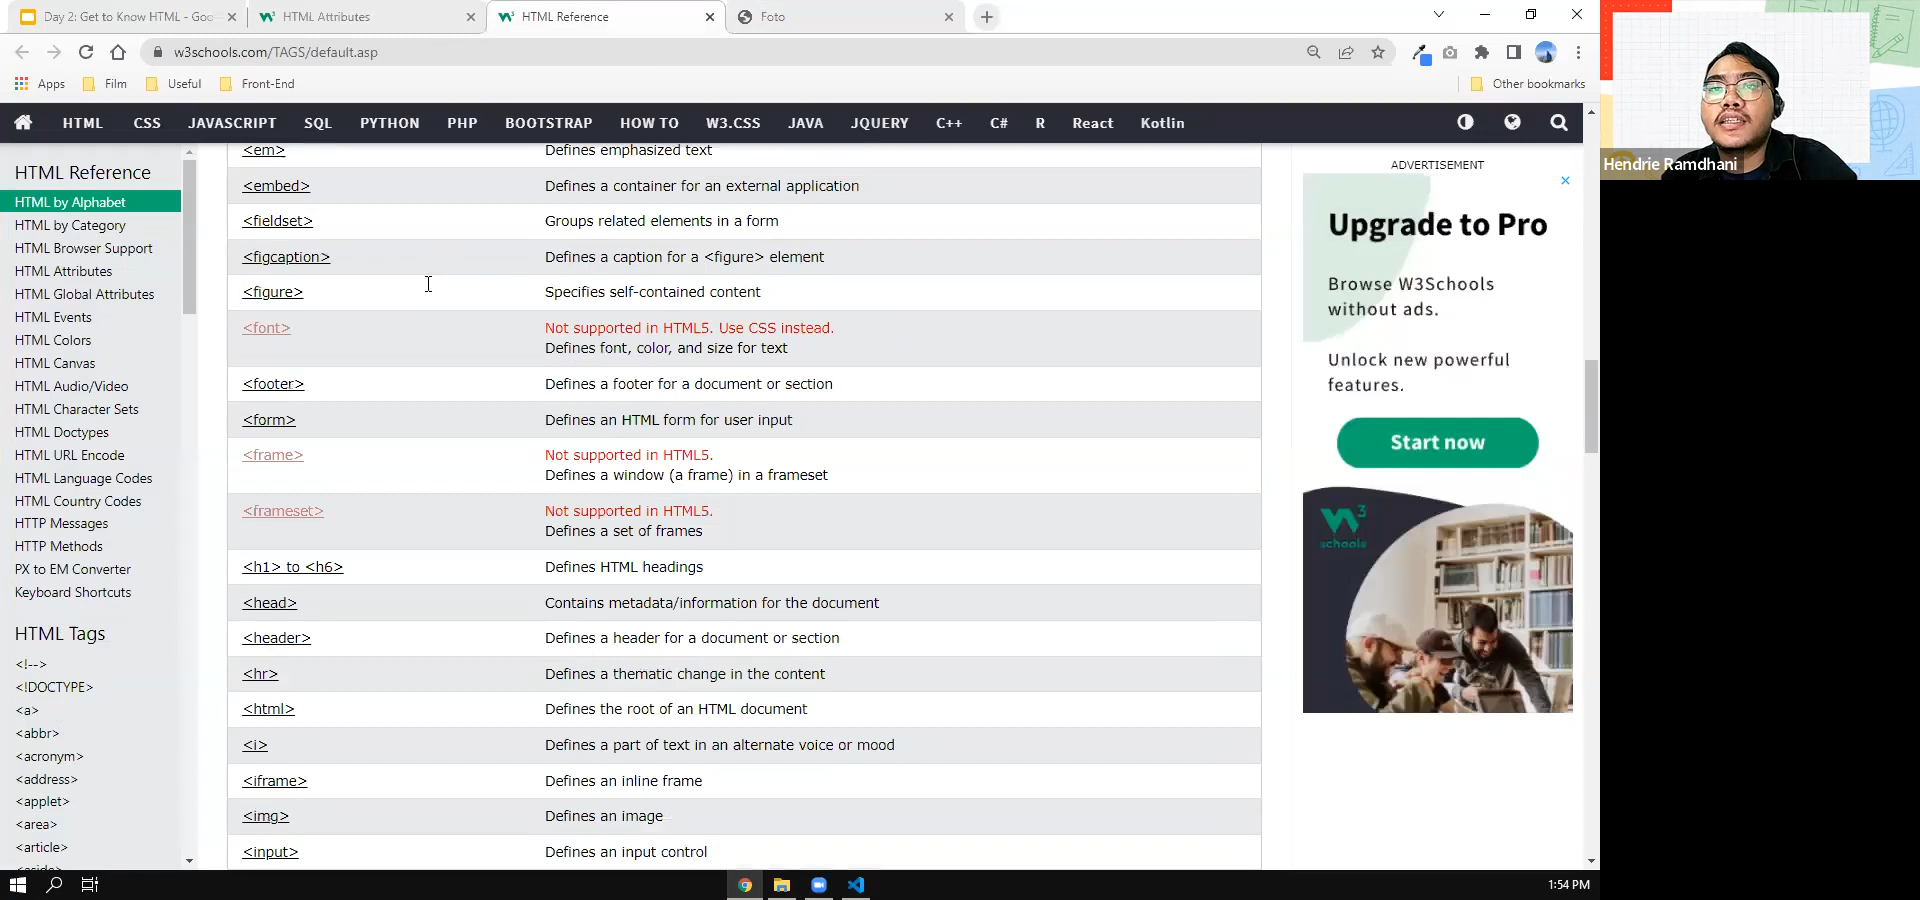 Day 2: Get to Know HTML - Goo
HTML Attributes
HTML Reference
Foto
w3schools.com/TAGS/default.asp
Apps
Film
Useful
Front-End
Other bookmarks
HTML CSS JAVASCRIPT SQL PYTHON PHP BOOTSTRAP HOW TO W3.CSS JAVA JQUERY C++ C# R React Kotlin
HTML Reference
HTML by Alphabet
HTML by Category
HTML Browser Support
HTML Attributes
HTML Global Attributes
HTML Events
HTML Colors
HTML Canvas
HTML Audio/Video
HTML Character Sets
HTML Doctypes
HTML URL Encode
HTML Language Codes
HTML Country Codes
HTTP Messages
HTTP Methods
PX to EM Converter
Keyboard Shortcuts
HTML Tags
<!-->
<!DOCTYPE>
<a>
<abbr>
<acronym>
<address>
<applet>
<area>
<article>
<aside>
<em> Defines emphasized text
<embed> Defines a container for an external application
<fieldset> Groups related elements in a form
<figcaption> Defines a caption for a <figure> element
<figure> Specifies self-contained content
<font> Not supported in HTML5. Use CSS instead.
Defines font, color, and size for text
<footer> Defines a footer for a document or section
<form> Defines an HTML form for user input
<frame> Not supported in HTML5.
Defines a window (a frame) in a frameset
<frameset> Not supported in HTML5.
Defines a set of frames
<h1> to <h6> Defines HTML headings
<head> Contains metadata/information for the document
<header> Defines a header for a document or section
<hr> Defines a thematic change in the content
<html> Defines the root of an HTML document
<i> Defines a part of text in an alternate voice or mood
<iframe> Defines an inline frame
<img> Defines an image
<input> Defines an input control
ADVERTISEMENT
Upgrade to Pro
Browse W3Schools
without ads.
Unlock new powerful
features.
Start now
W3
schools
Hendrie Ramdhani
1:54 PM